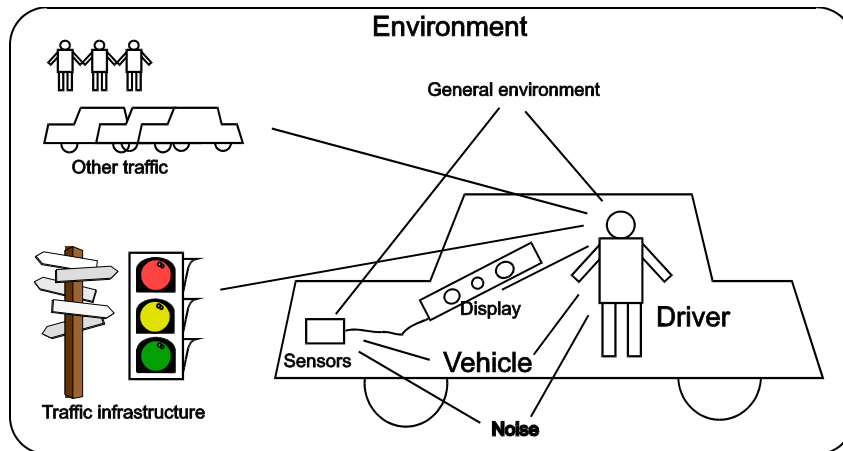 Environment
General environment
Other traffic
Display
Driver
Sensors
Vehicle
Traffic infrastructure
Noise